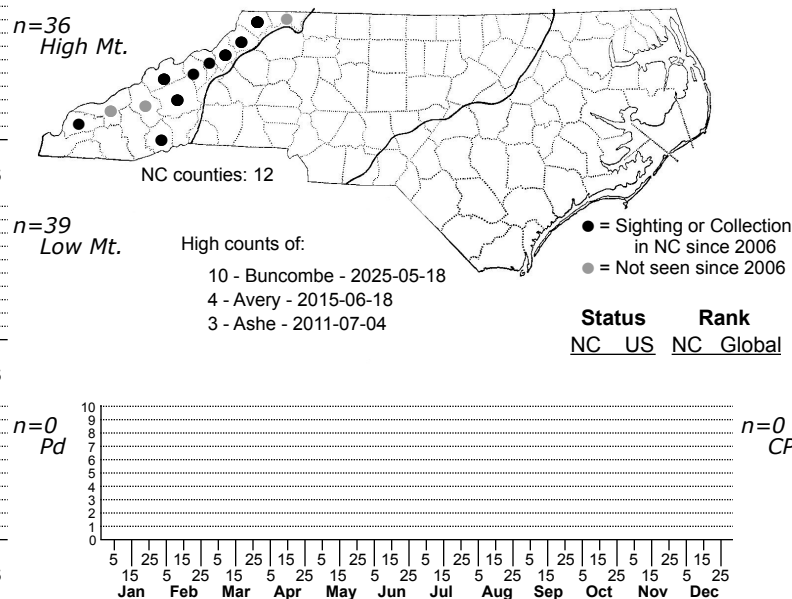 n=36
High Mt.
NC counties: 12
n=39
Low Mt.
High counts of:
10 - Buncombe - 2025-05-18
4 - Avery - 2015-06-18
3 - Ashe - 2011-07-04
● = Sighting or Collection
in NC since 2006
● = Not seen since 2006
Status Rank
NC US NC Global
n=0
Pd
10
9
8
7
6
5
4
3
2
1
0
n=0
CP
5 25 15 5 25 15 5 25 15 5 25 15 5 25 15 5 25 15
15 5 25 15 5 25 15 5 25 15 5 25 15 5 25 15 5 25
Jan Feb Mar Apr May Jun Jul Aug Sep Oct Nov Dec